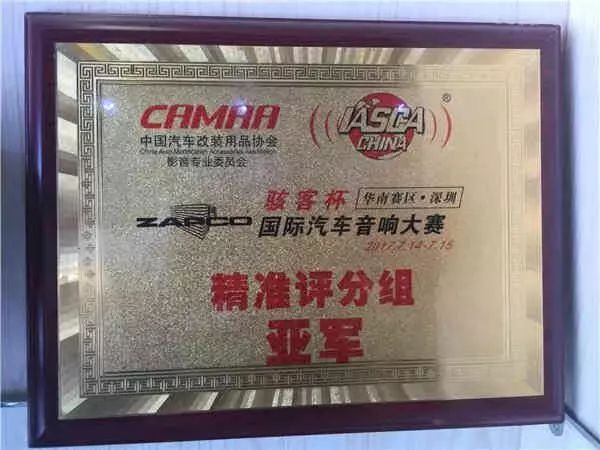 CAMAA
中国汽车改装用品协会
China Auto Modification Accessories Association
影音专业委员会
IASCA
CHINA
®
骇客杯 华南赛区·深圳
ZAPCO 国际汽车音响大赛
2017.7.14-7.15
精准评分组
亚军